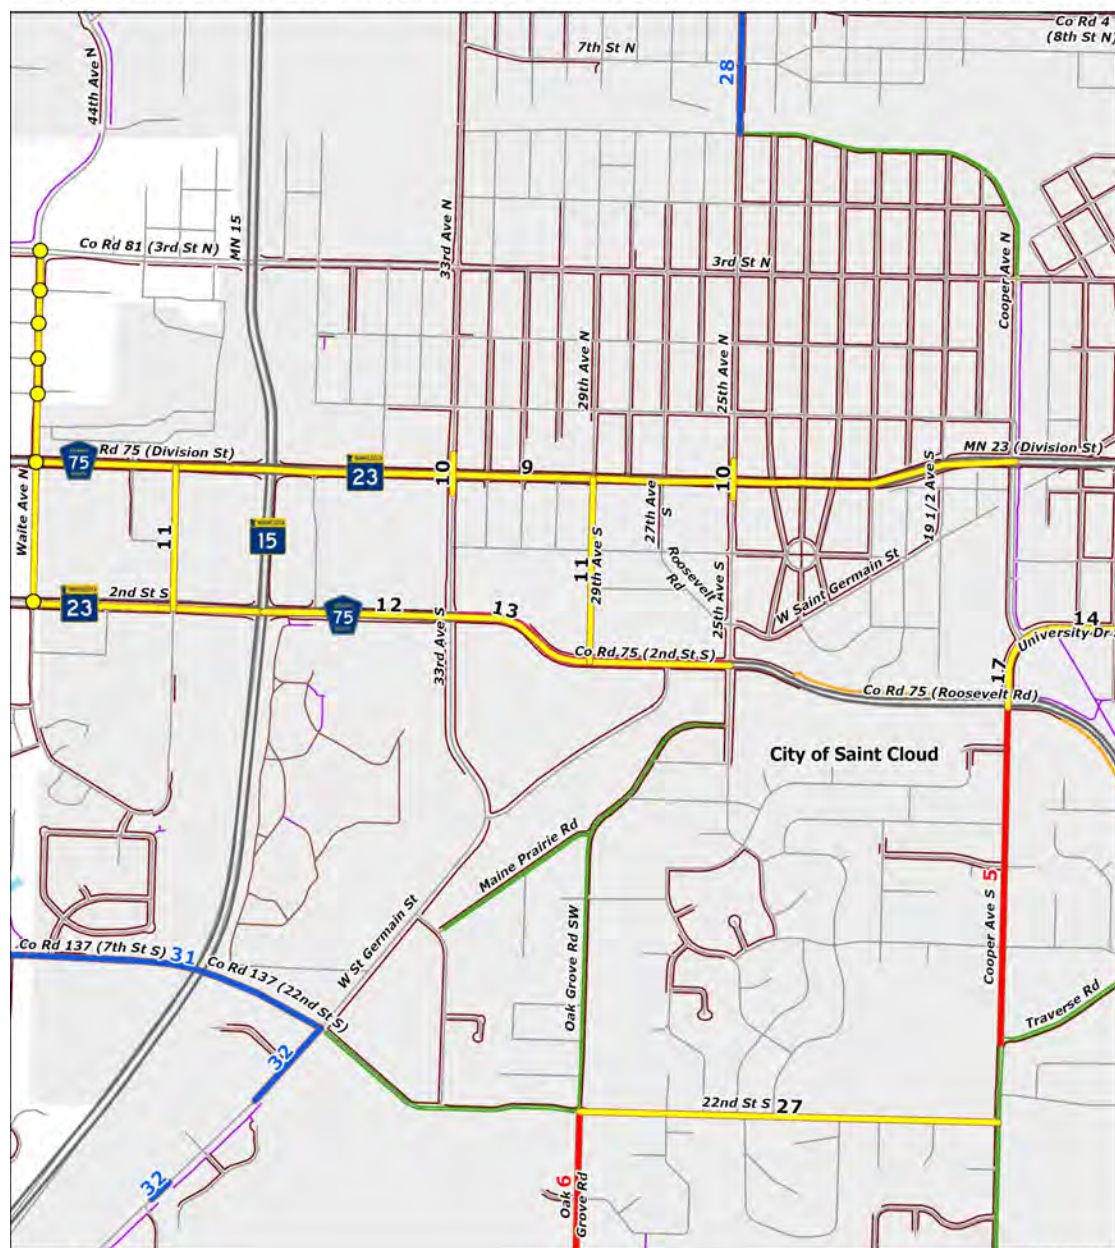 Co Rd 4
(8th St N)
7th St N
44th Ave N
28
Co Rd 81 (3rd St N)
MN 15
33rd Ave N
3rd St N
Cooper Ave N
29th Ave N
25th Ave N
Rd 75 (Division St)
75
23
10
9
10
MN 23 (Division St)
19 1/2 Ave S
Waite Ave N
11
15
27th Ave
S
11
29th Ave S
Roosevelt
Rd
25th Ave S
W Saint Germain St
2nd St S
23
75
12
13
33rd Ave S
Co Rd 75 (2nd St S)
14
University Dr
17
Co Rd 75 (Roosevelt Rd)
City of Saint Cloud
Maine Prairie Rd
5
Cooper Ave S
W St Germain St
Oak Grove Rd SW
Co Rd 137 (7th St S)
31
Co Rd 137 (22nd St S)
Traverse Rd
32
22nd St S
27
32
6
Oak
Grove Rd